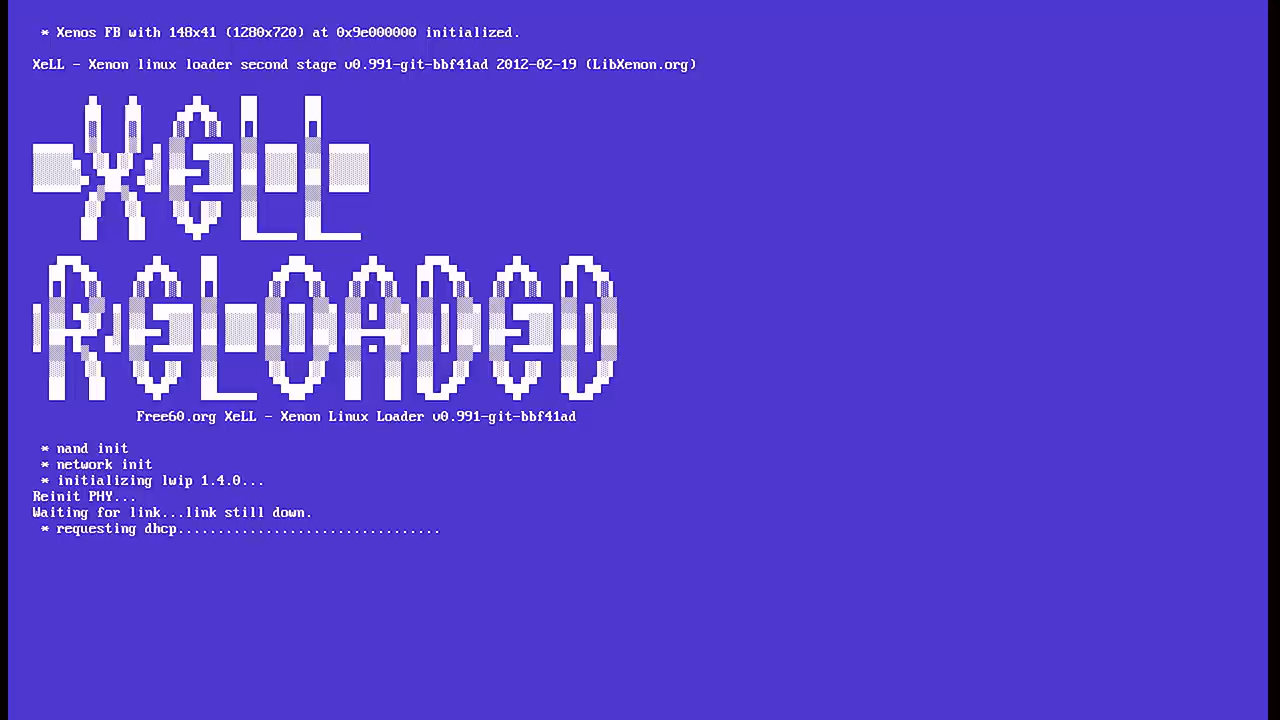 * Xenos FB with 148x41 (1280x720) at 0x9e000000 initialized.
XeLL - Xenon linux loader second stage v0.991-git-bbf41ad 2012-02-19 (LibXenon.org)
XeLL
ReLOADeD
Free60.org XeLL - Xenon Linux Loader v0.991-git-bbf41ad
* nand init
* network init
* initializing lwip 1.4.0...
Reinit PHY...
Waiting for link...link still down.
* requesting dhcp.................................